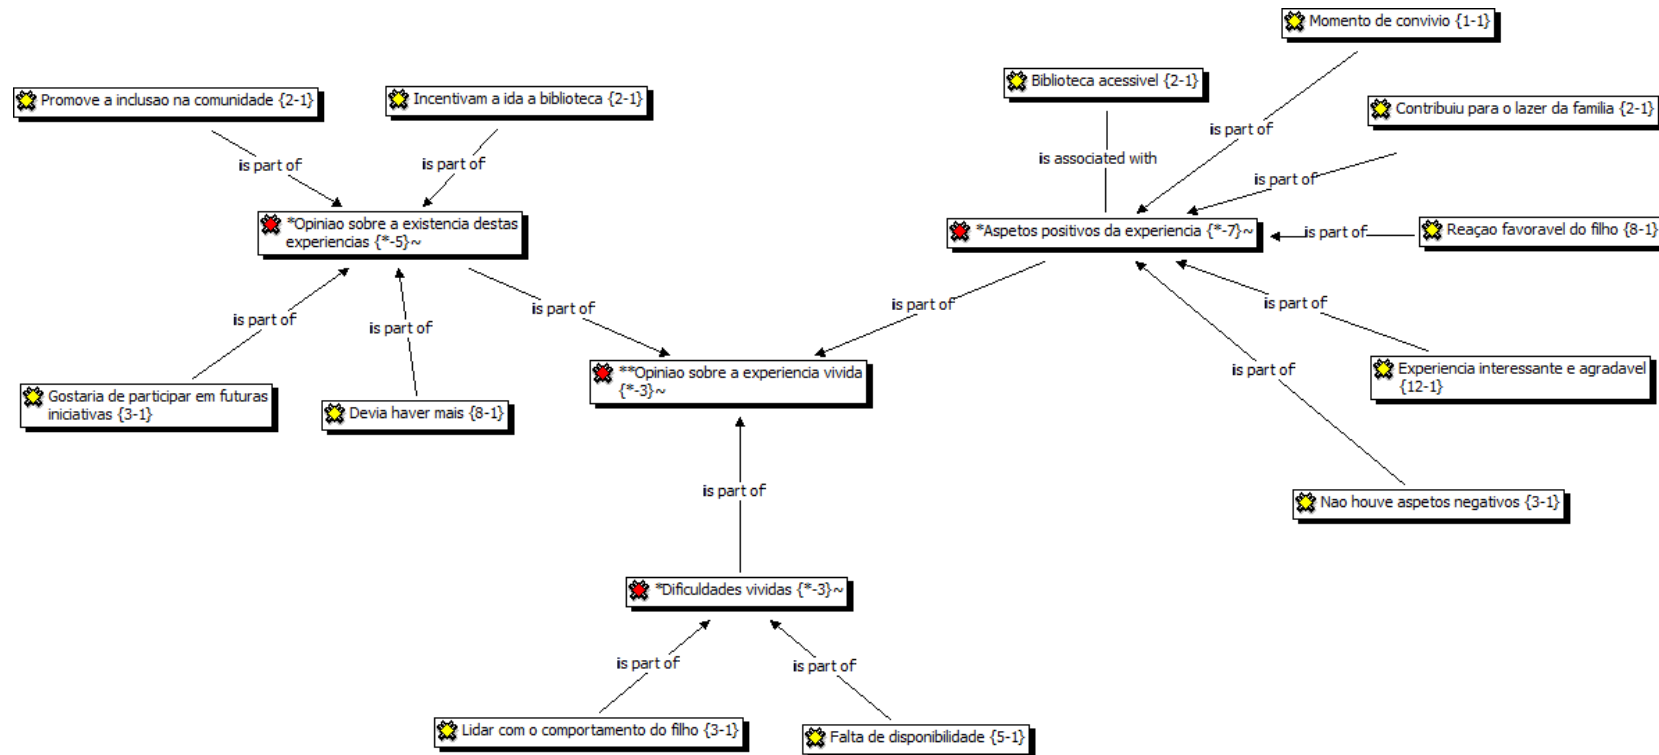 Momento de convivio {1-1}
Biblioteca acessivel {2-1}
Promove a inclusao na comunidade {2-1}
Incentivam a ida a biblioteca {2-1}
Contribuiu para o lazer da familia {2-1}
is part of
is part of
is part of
is associated with
is part of
*Opiniao sobre a existencia destas
experiencias {*-5}~
*Aspetos positivos da experiencia {*-7}~
is part of
Reaçao favoravel do filho {8-1}
is part of
is part of
is part of
is part of
is part of
**Opiniao sobre a experiencia vivida
{*-3}~
is part of
Experiencia interessante e agradavel
{12-1}
Gostaria de participar em futuras
iniciativas {3-1}
Devia haver mais {8-1}
is part of
Nao houve aspetos negativos {3-1}
*Dificuldades vividas {*-3}~
is part of
is part of
Lidar com o comportamento do filho {3-1}
Falta de disponibilidade {5-1}